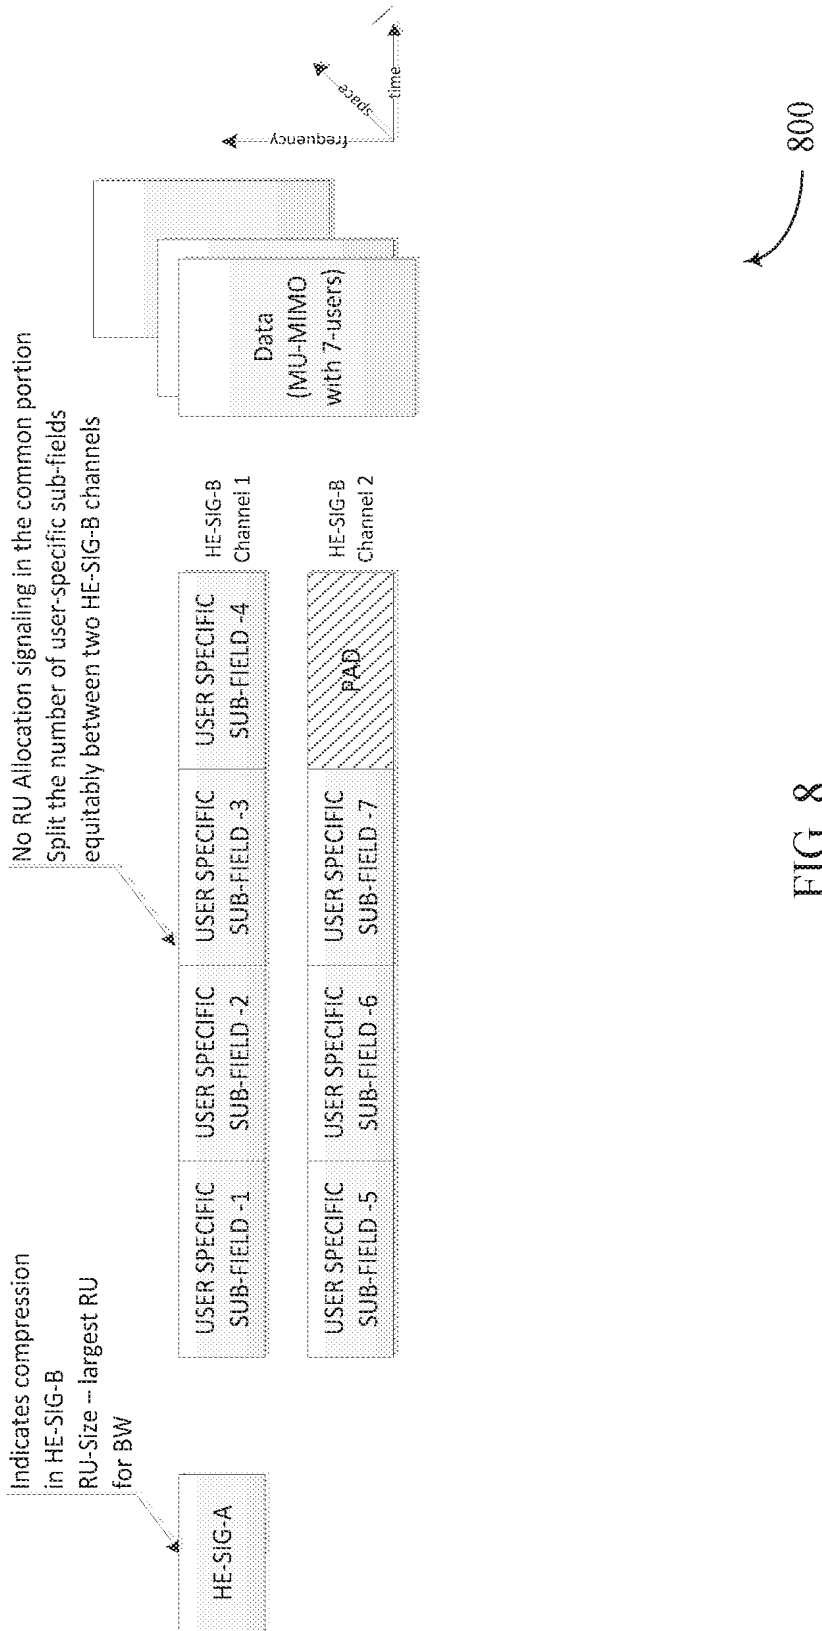 Indicates compression
in HE-SIG-B
RU-Size – largest RU
for BW
No RU Allocation signaling in the common portion
Split the number of user-specific sub-fields
equitably between two HE-SIG-B channels
HE-SIG-A
USER SPECIFIC
SUB-FIELD -1
USER SPECIFIC
SUB-FIELD -2
USER SPECIFIC
SUB-FIELD -3
USER SPECIFIC
SUB-FIELD -4
HE-SIG-B
Channel 1
USER SPECIFIC
SUB-FIELD -5
USER SPECIFIC
SUB-FIELD -6
USER SPECIFIC
SUB-FIELD -7
PAD
HE-SIG-B
Channel 2
Data
(MU-MIMO
with 7-users)
frequency
space
time
800
FIG. 8